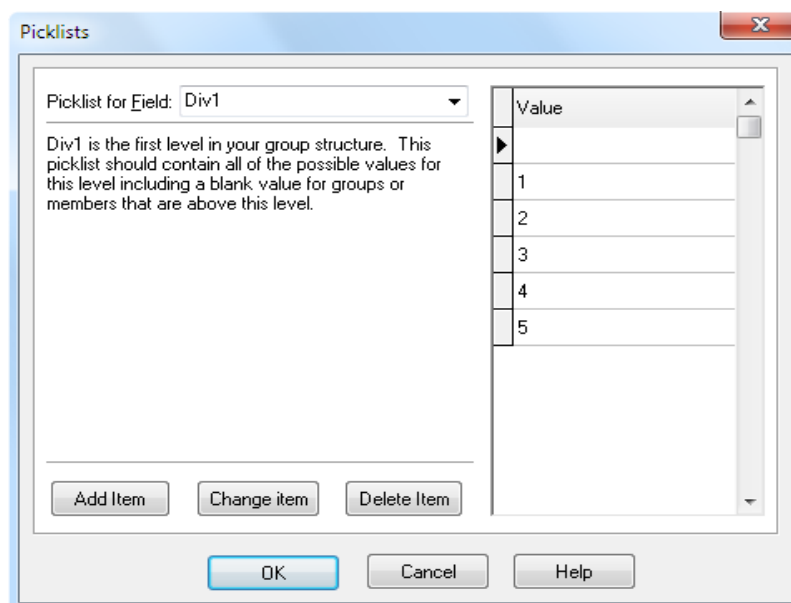 Picklists
Picklist for Field: Div1
Div1 is the first level in your group structure.  This
picklist should contain all of the possible values for
this level including a blank value for groups or
members that are above this level.
Value
1
2
3
4
5
Add Item Change item Delete Item
OK Cancel Help